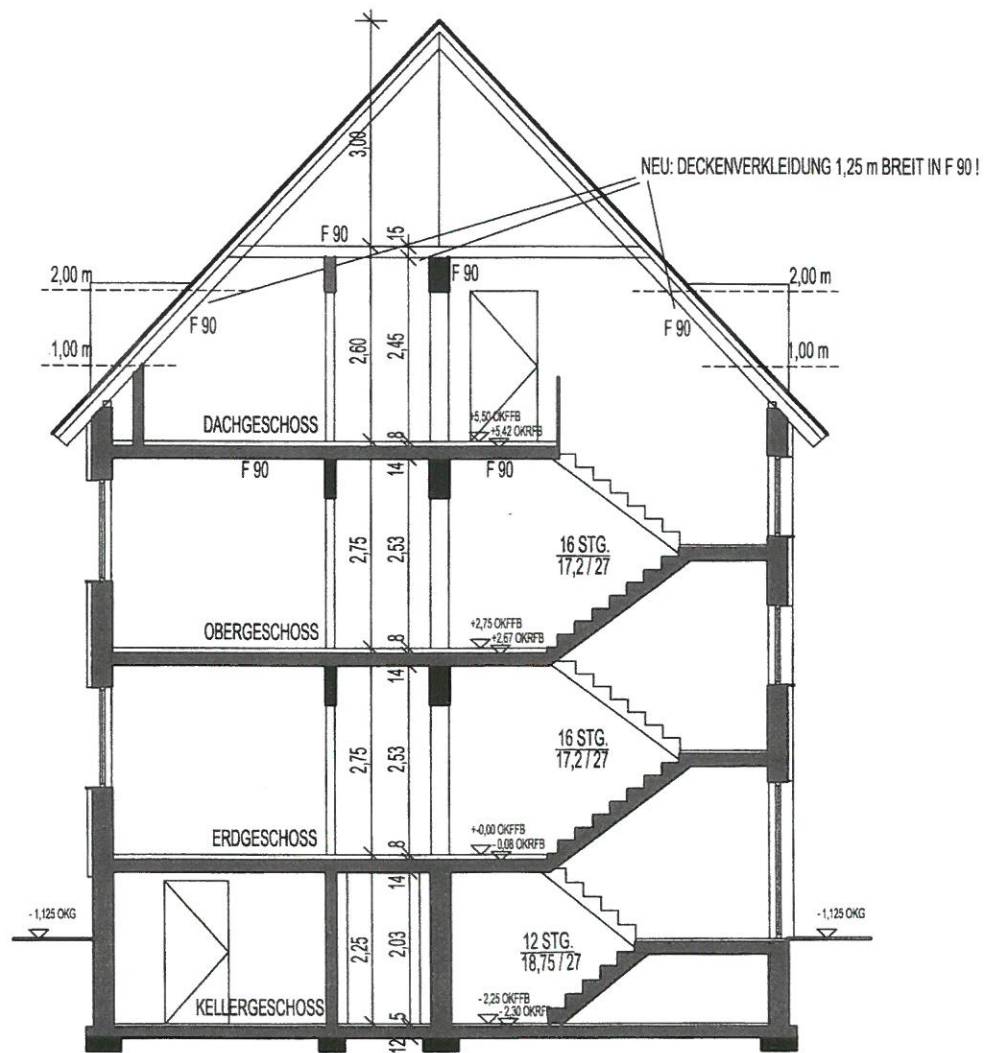 3,00
NEU: DECKENVERKLEIDUNG 1,25 m BREIT IN F 90 !
F 90
15
F 90
2,00 m
2,00 m
F 90
F 90
1,00 m
1,00 m
2,60
2,45
+5,50 OKFFB
+5,42 OKRFB
DACHGESCHOSS
8
F 90
14
F 90
2,75
2,53
16 STG.
17,2 / 27
+2,75 OKFFB
+2,67 OKRFB
OBERGESCHOSS
8
14
2,75
2,53
16 STG.
17,2 / 27
+-0,00 OKFFB
- 0,08 OKRFB
ERDGESCHOSS
8
14
- 1,125 OKG
- 1,125 OKG
2,25
2,03
12 STG.
18,75 / 27
- 2,25 OKFFB
- 2,30 OKRFB
KELLERGESCHOSS
5
12